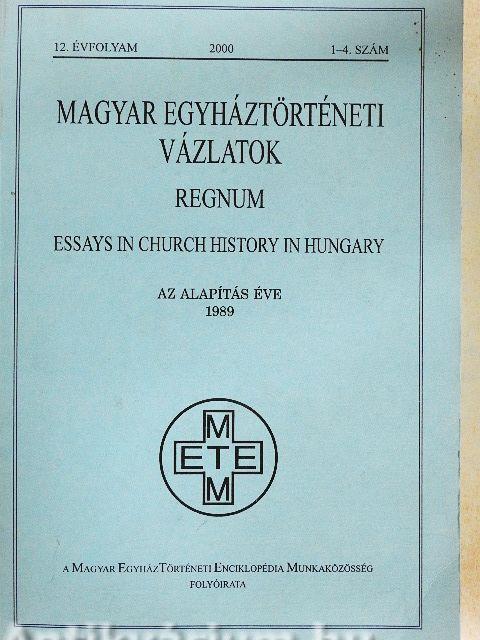 12. ÉVFOLYAM 2000 1–4. SZÁM
MAGYAR EGYHÁZTÖRTÉNETI
VÁZLATOK
REGNUM
ESSAYS IN CHURCH HISTORY IN HUNGARY
AZ ALAPÍTÁS ÉVE
1989
M
ETE
M
A MAGYAR EGYHÁZTÖRTÉNETI ENCIKLOPÉDIA MUNKAKÖZÖSSÉG
FOLYÓIRATA